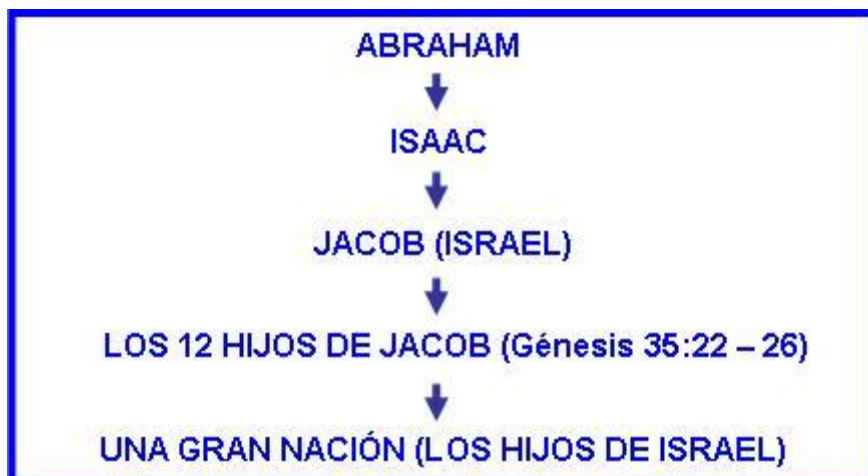 ABRAHAM
ISAAC
JACOB (ISRAEL)
LOS 12 HIJOS DE JACOB (Génesis 35:22 – 26)
UNA GRAN NACIÓN (LOS HIJOS DE ISRAEL)